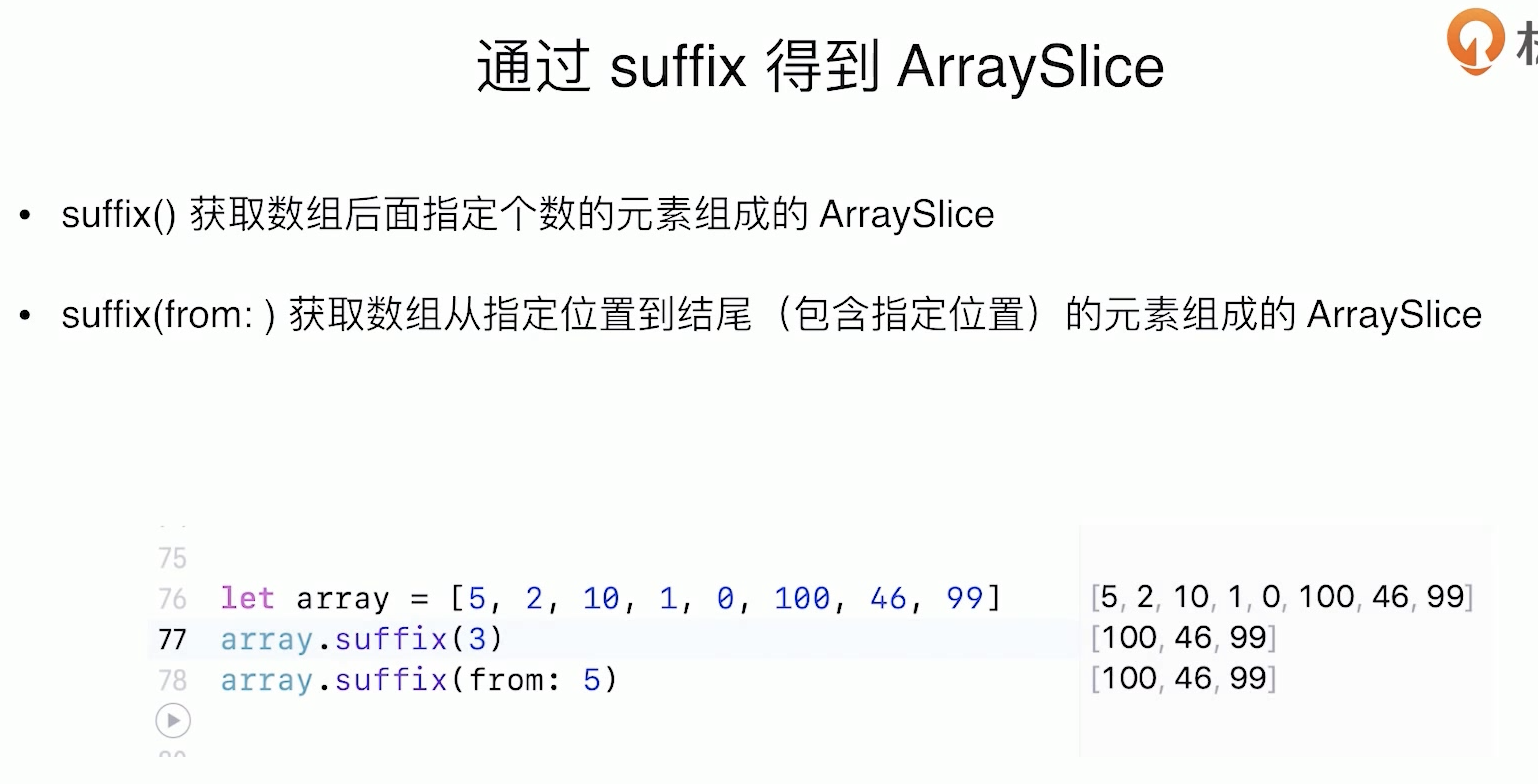 通过 suffix 得到 ArraySlice
• suffix() 获取数组后面指定个数的元素组成的 ArraySlice
• suffix(from: ) 获取数组从指定位置到结尾（包含指定位置）的元素组成的 ArraySlice
75
76 let array = [5, 2, 10, 1, 0, 100, 46, 99] [5, 2, 10, 1, 0, 100, 46, 99]
77 array.suffix(3) [100, 46, 99]
78 array.suffix(from: 5) [100, 46, 99]